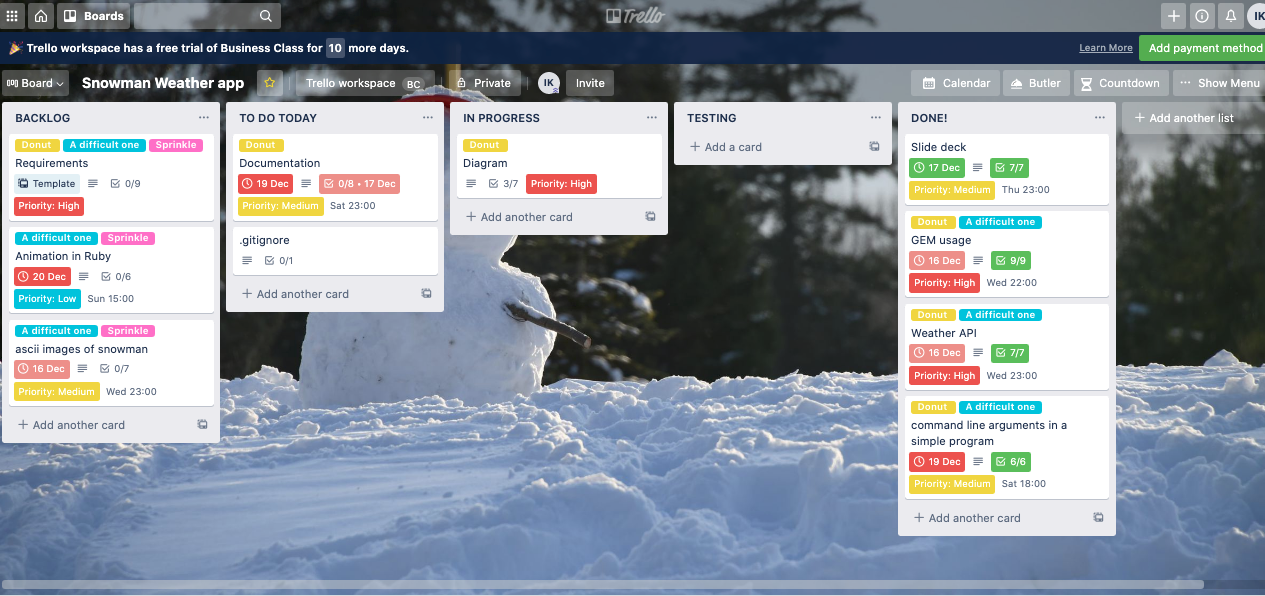 Boards
Trello
Trello workspace has a free trial of Business Class for 10 more days.
Learn More
Add payment method
Board
Snowman Weather app
Trello workspace BC
Private
IK
Invite
Calendar
Butler
Countdown
Show Menu
IK
BACKLOG
Donut A difficult one Sprinkle
Requirements
Template 0/9
Priority: High
A difficult one Sprinkle
Animation in Ruby
20 Dec 0/6
Priority: Low Sun 15:00
A difficult one Sprinkle
ascii images of snowman
16 Dec 0/7
Priority: Medium Wed 23:00
+ Add another card
TO DO TODAY
Donut
Documentation
19 Dec 0/8 • 17 Dec
Priority: Medium Sat 23:00
.gitignore
0/1
+ Add another card
IN PROGRESS
Donut
Diagram
3/7 Priority: High
+ Add another card
TESTING
+ Add a card
DONE!
Slide deck
17 Dec 7/7
Priority: Medium Thu 23:00
Donut A difficult one
GEM usage
16 Dec 9/9
Priority: High Wed 22:00
Donut A difficult one
Weather API
16 Dec 7/7
Priority: High Wed 23:00
Donut A difficult one
command line arguments in a
simple program
19 Dec 6/6
Priority: Medium Sat 18:00
+ Add another card
+ Add another list